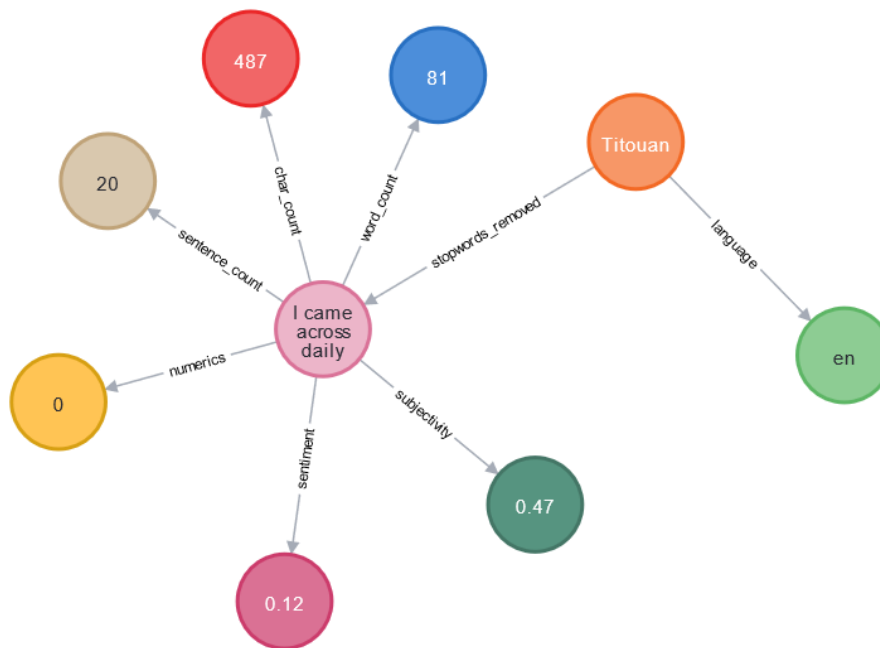 487
81
Titouan
20
char_count
word_count
stopwords_removed
sentence_count
language
I came
across
daily
en
numerics
0
subjectivity
sentiment
0.47
0.12